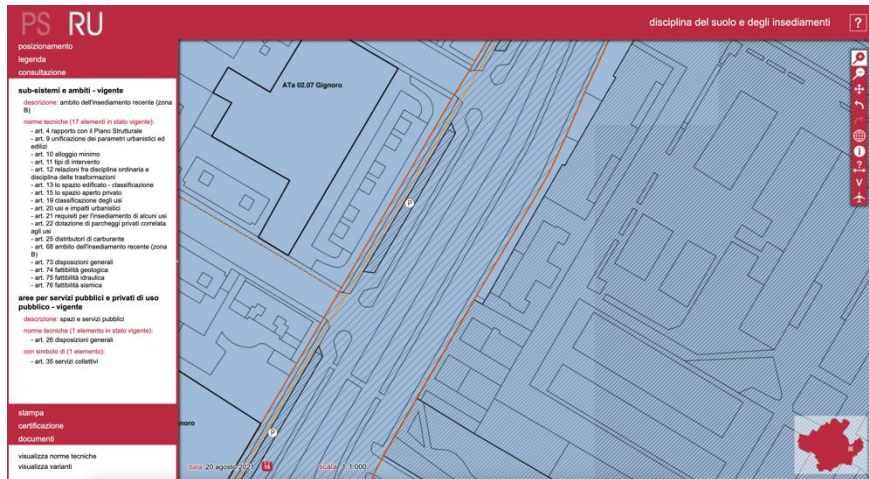 PS RU
disciplina del suolo e degli insediamenti
?
posizionamento
legenda
consultazione
sub-sistemi e ambiti - vigente
descrizione: ambito dell'insediamento recente (zona
B)
norme tecniche (17 elementi in stato vigente):
- art. 4 rapporto con il Piano Strutturale
- art. 9 unificazione dei parametri urbanistici ed
edilizi
- art. 10 alloggio minimo
- art. 11 tipi di intervento
- art. 12 relazioni fra disciplina ordinaria e
disciplina delle trasformazioni
- art. 13 lo spazio edificato - classificazione
- art. 15 lo spazio aperto privato
- art. 19 classificazione degli usi
- art. 20 usi e impatti urbanistici
- art. 21 requisiti per l'insediamento di alcuni usi
- art. 22 dotazione di parcheggi privati correlata
agli usi
- art. 25 distributori di carburante
- art. 68 ambito dell'insediamento recente (zona
B)
- art. 73 disposizioni generali
- art. 74 fattibilità geologica
- art. 75 fattibilità idraulica
- art. 76 fattibilità sismica
aree per servizi pubblici e privati di uso
pubblico - vigente
descrizione: spazi e servizi pubblici
norme tecniche (1 elemento in stato vigente):
- art. 26 disposizioni generali
con simbolo di (1 elemento):
- art. 35 servizi collettivi
stampa
certificazione
documenti
visualizza norme tecniche
visualizza varianti
ATa 02.07 Gignoro
P
noro
P
data: 20 agosto 2021
scala: 1:1.000
i
?
V